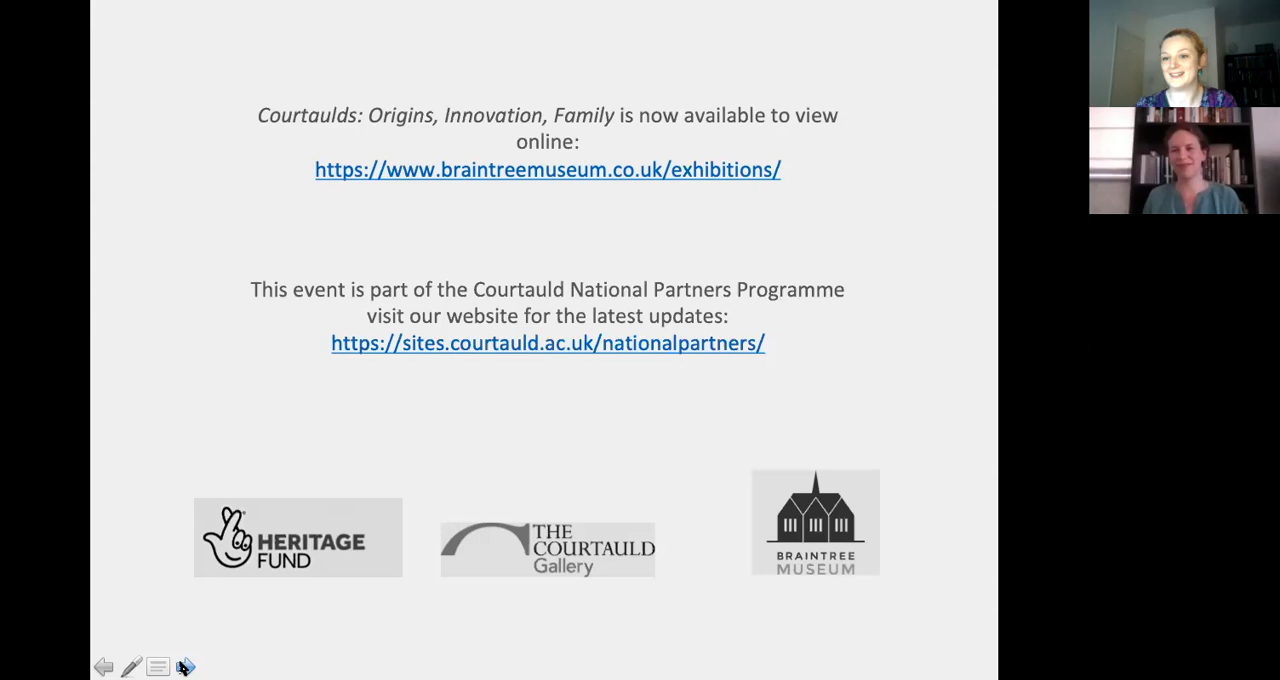 Courtaulds: Origins, Innovation, Family is now available to view
online:
https://www.braintreemuseum.co.uk/exhibitions/
This event is part of the Courtauld National Partners Programme
visit our website for the latest updates:
https://sites.courtauld.ac.uk/nationalpartners/
HERITAGE
FUND
THE
COURTAULD
Gallery
BRAINTREE
MUSEUM